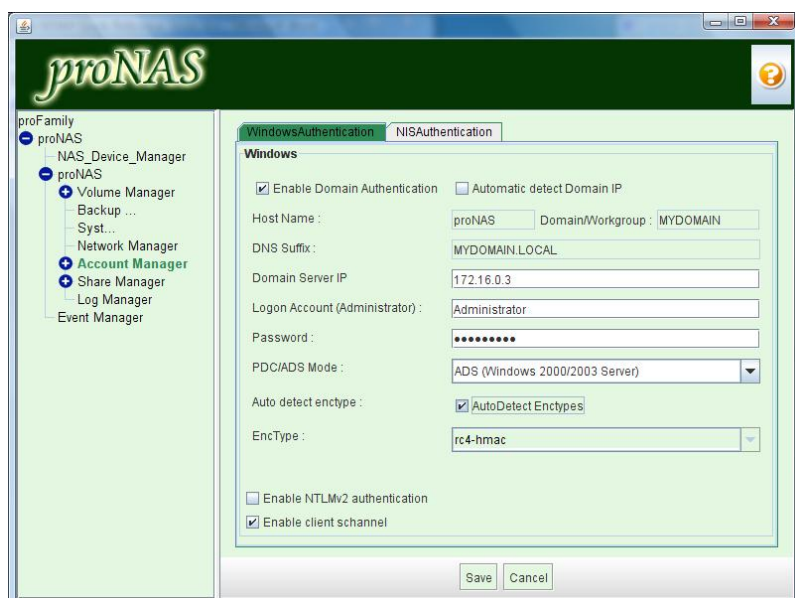 proNAS
proFamily
proNAS
NAS_Device_Manager
proNAS
Volume Manager
Backup ...
Syst...
Network Manager
Account Manager
Share Manager
Log Manager
Event Manager
WindowsAuthentication NISAuthentication
Windows
Enable Domain Authentication Automatic detect Domain IP
Host Name : proNAS Domain/Workgroup : MYDOMAIN
DNS Suffix : MYDOMAIN.LOCAL
Domain Server IP 172.16.0.3
Logon Account (Administrator) : Administrator
Password : •••••••••
PDC/ADS Mode : ADS (Windows 2000/2003 Server)
Auto detect enctype : AutoDetect Enctypes
EncType : rc4-hmac
Enable NTLMv2 authentication
Enable client schannel
Save Cancel